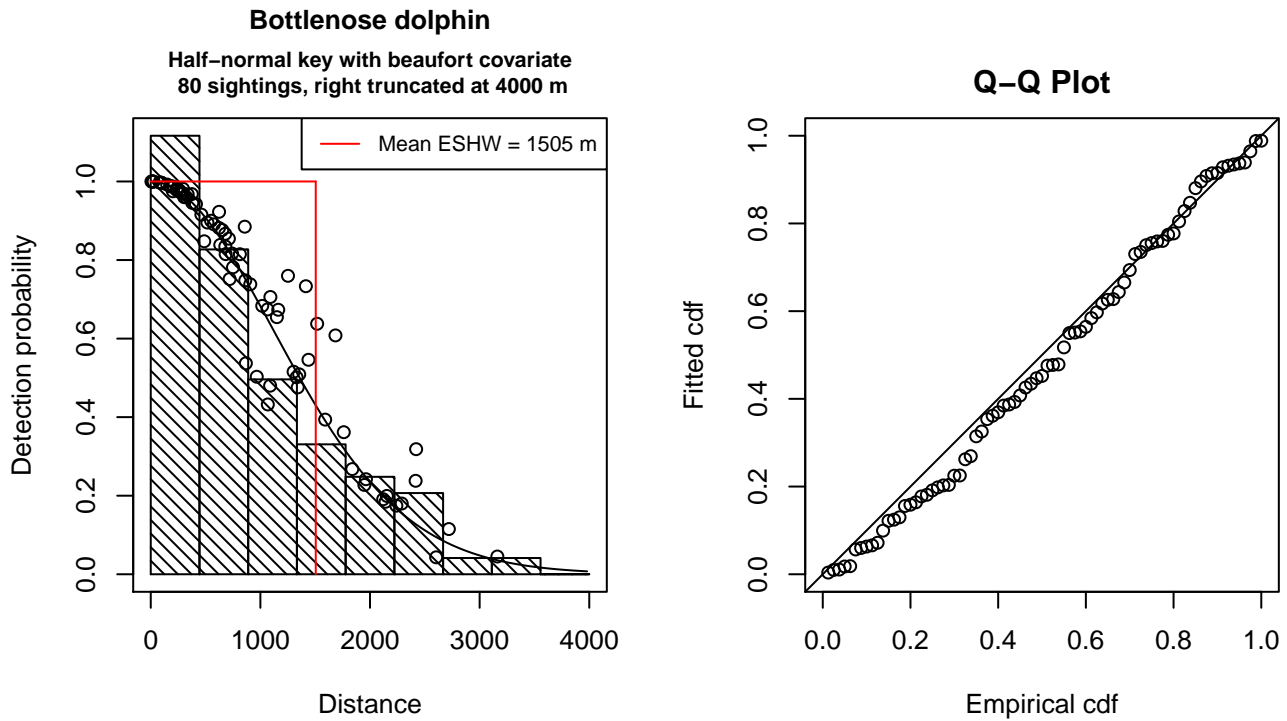 Bottlenose dolphin
Half−normal key with beaufort covariate
80 sightings, right truncated at 4000 m
Mean ESHW = 1505 m
Detection probability
0.0 0.2 0.4 0.6 0.8 1.0
0 1000 2000 3000 4000
Distance
Q−Q Plot
Fitted cdf
0.0 0.2 0.4 0.6 0.8 1.0
0.0 0.2 0.4 0.6 0.8 1.0
Empirical cdf